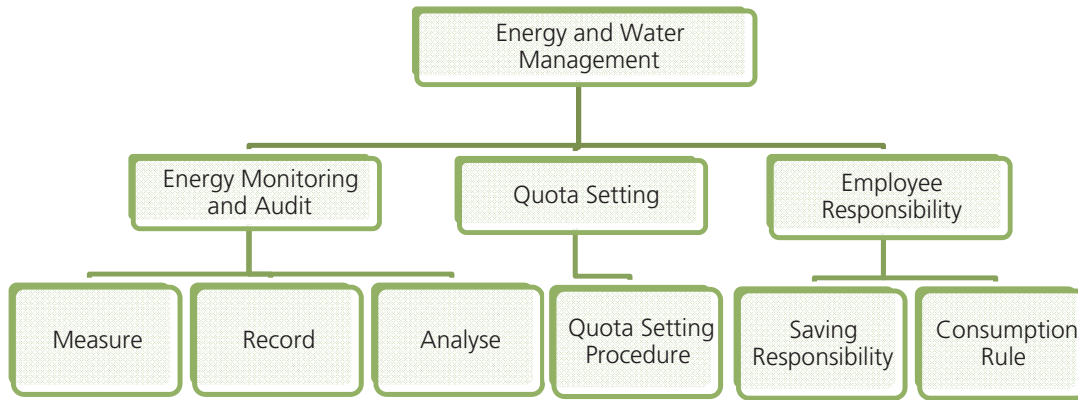 Energy and Water
Management
Energy Monitoring
and Audit
Quota Setting
Employee
Responsibility
Measure
Record
Analyse
Quota Setting
Procedure
Saving
Responsibility
Consumption
Rule